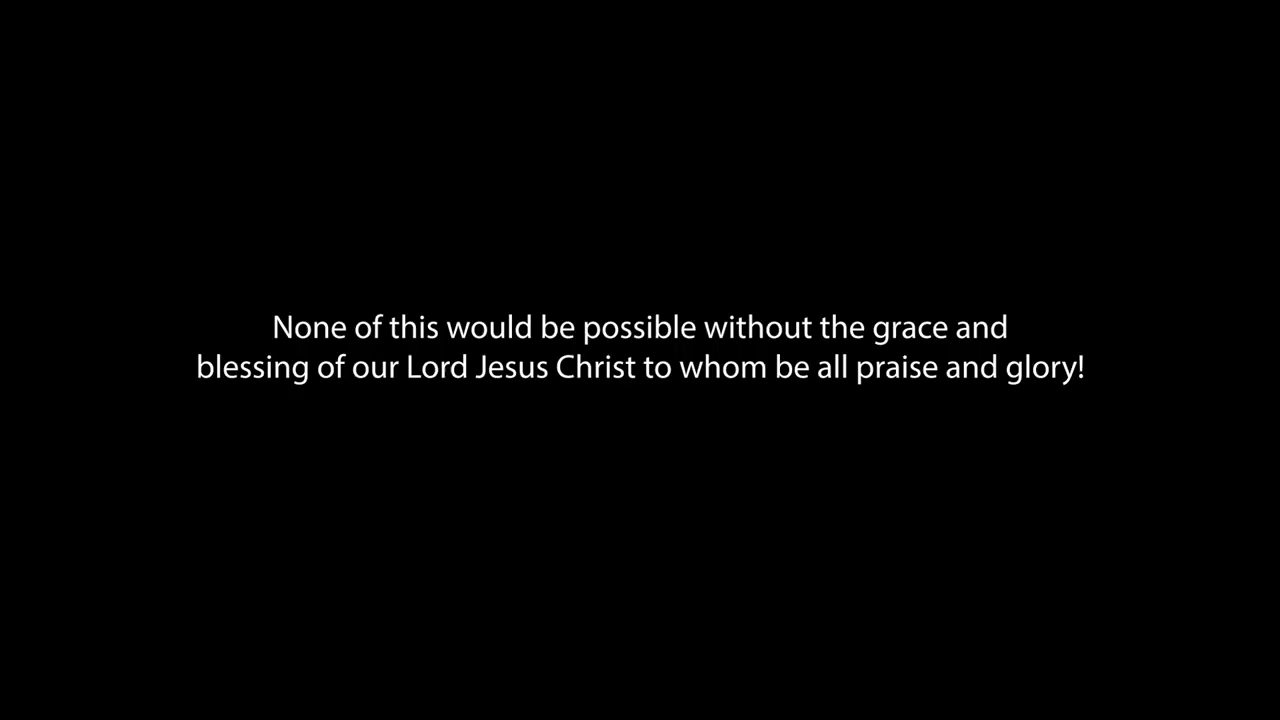 None of this would be possible without the grace and
blessing of our Lord Jesus Christ to whom be all praise and glory!